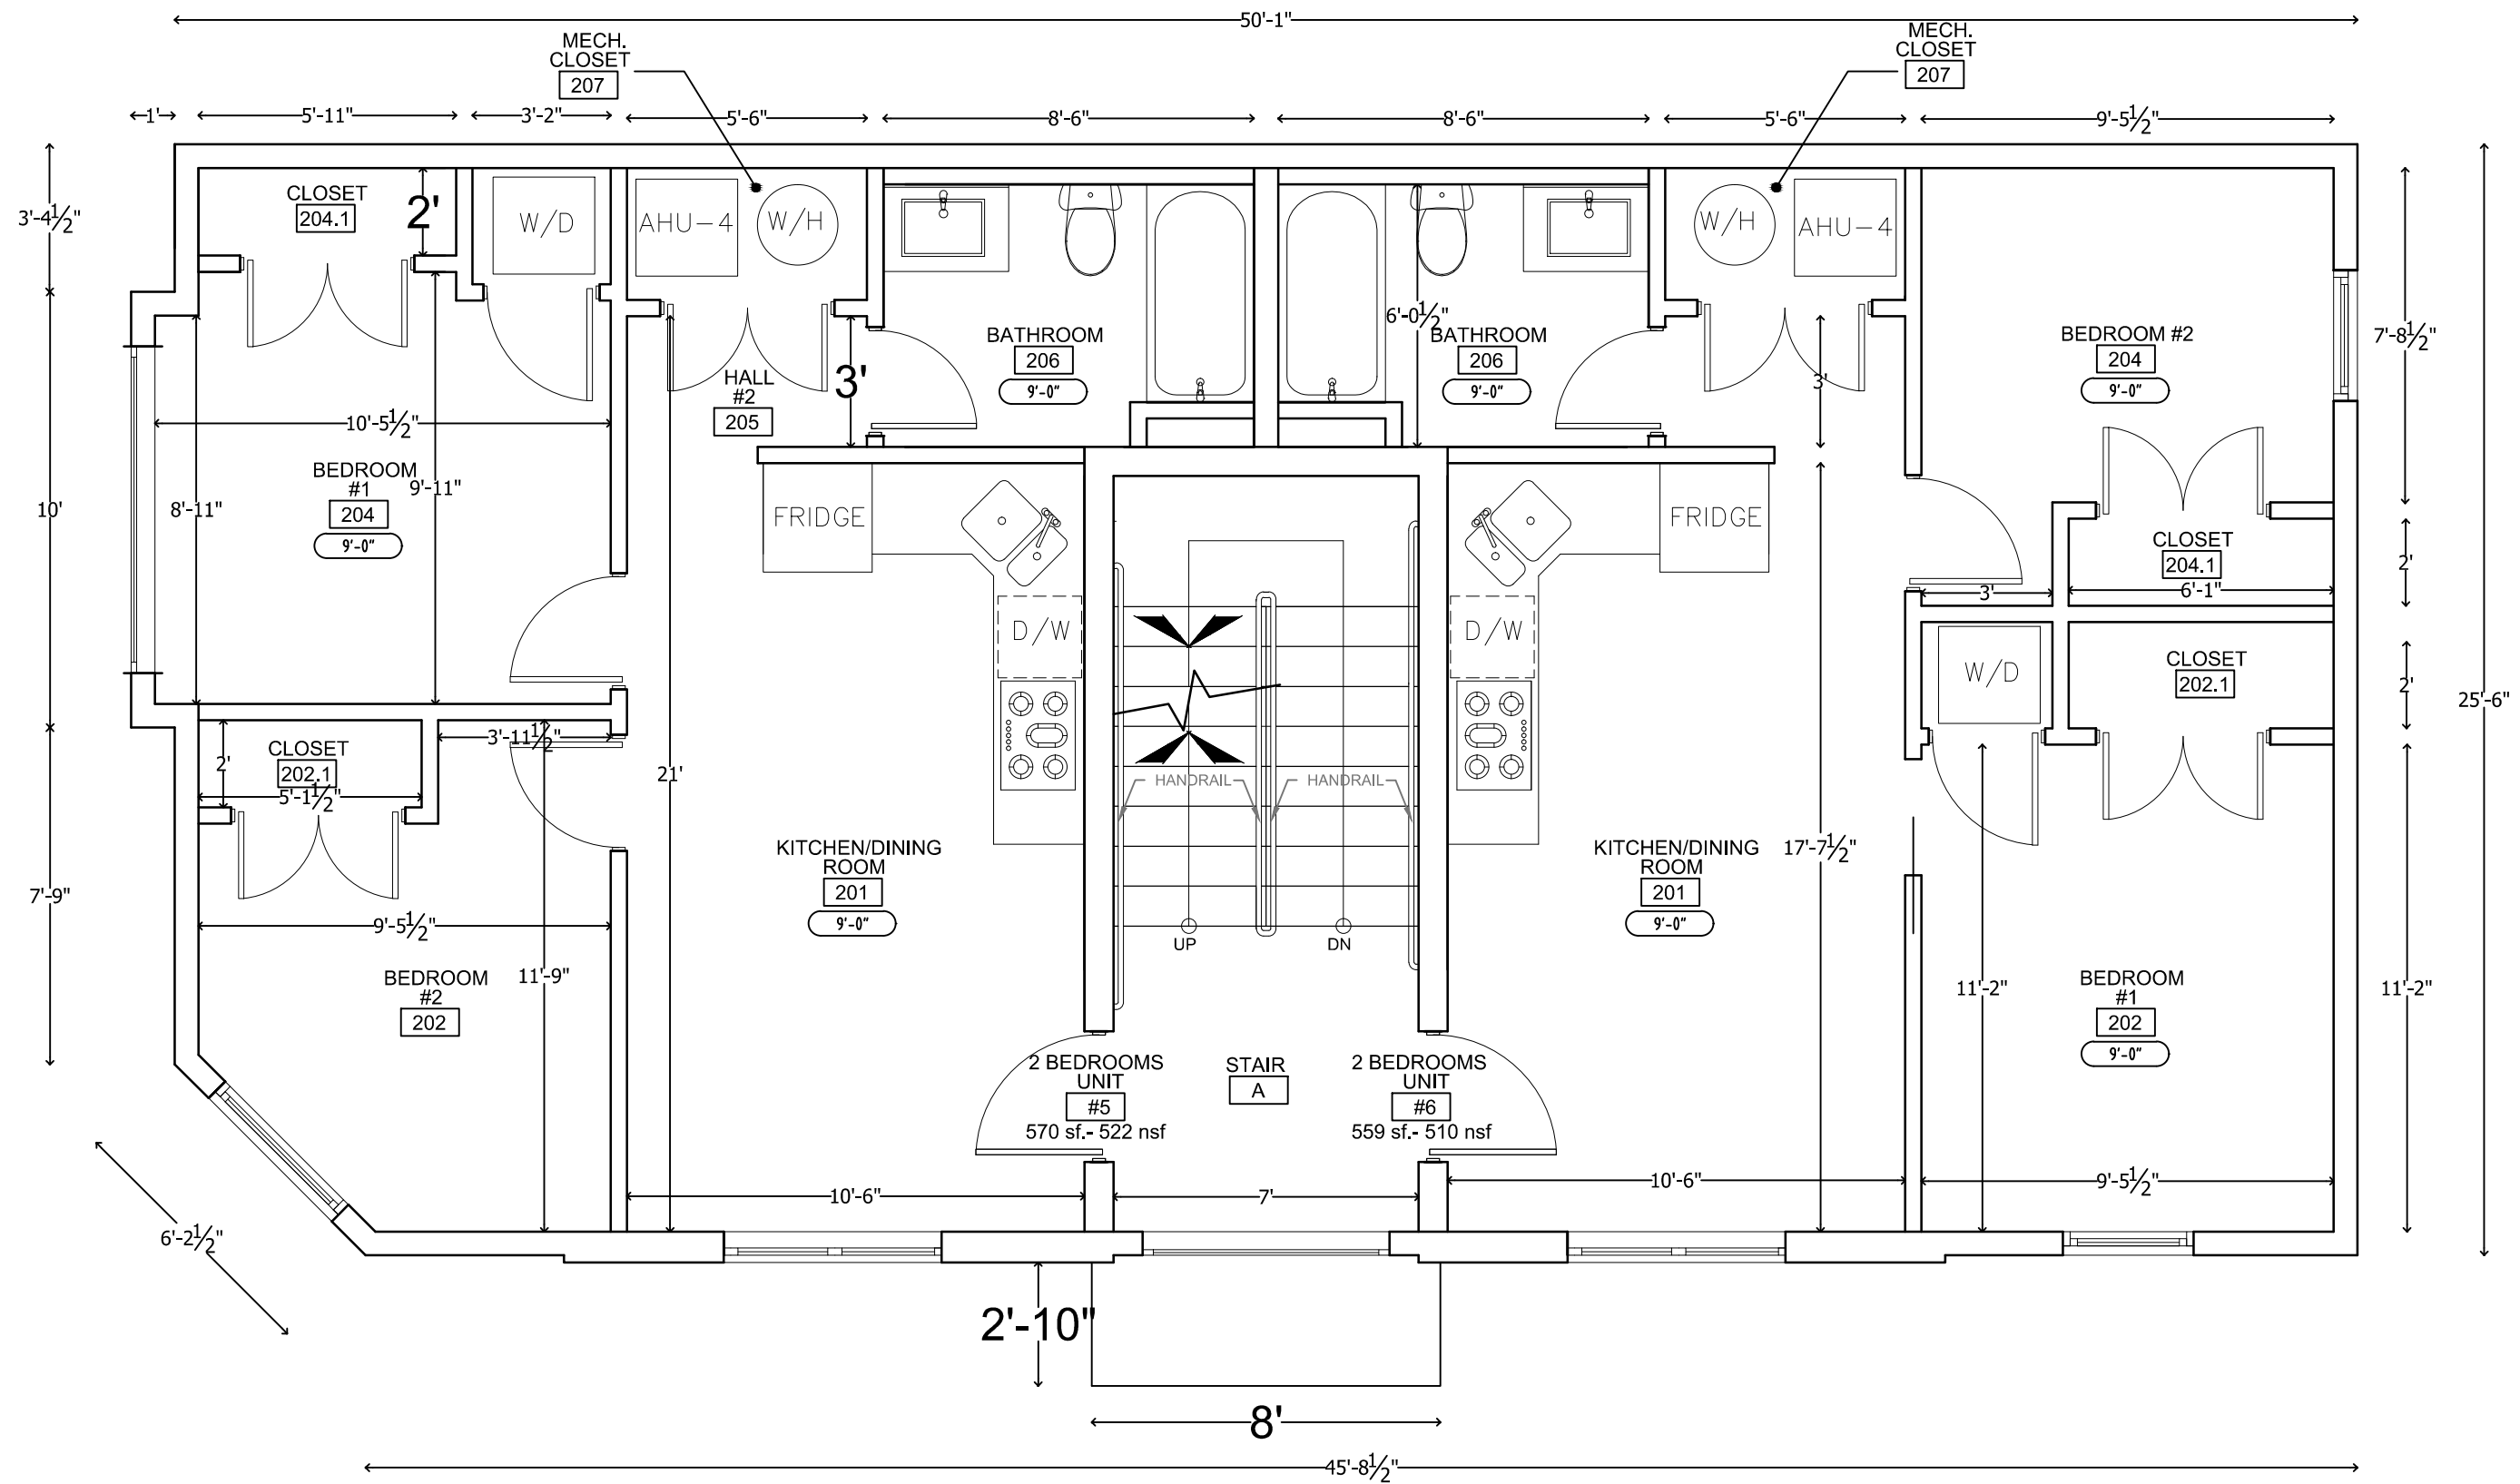 50'-1"
MECH.
CLOSET
207
MECH.
CLOSET
207
1'
5'-11"
3'-2"
5'-6"
8'-6"
8'-6"
5'-6"
9'-5½"
3'-4½"
CLOSET
204.1
2'
W/D
AHU-4
W/H
W/H
AHU-4
BATHROOM
206
9'-0"
6'-0½"
BATHROOM
206
9'-0"
BEDROOM #2
204
9'-0"
7'-8½"
HALL
#2
205
3'
3'
10'-5½"
BEDROOM
#1
204
9'-0"
9'-11"
8'-11"
10'
FRIDGE
FRIDGE
CLOSET
204.1
6'-1"
3'
2'
D/W
D/W
W/D
CLOSET
202.1
2'
25'-6"
3'-11½"
CLOSET
202.1
5'-1½"
2'
21'
HANDRAIL
HANDRAIL
7'-9"
9'-5½"
KITCHEN/DINING
ROOM
201
9'-0"
KITCHEN/DINING
ROOM
201
9'-0"
17'-7½"
UP
DN
BEDROOM
#2
202
11'-9"
11'-2"
BEDROOM
#1
202
9'-0"
11'-2"
2 BEDROOMS
UNIT
#5
570 sf.- 522 nsf
STAIR
A
2 BEDROOMS
UNIT
#6
559 sf.- 510 nsf
10'-6"
7'
10'-6"
9'-5½"
6'-2½"
2'-10"
8'
45'-8½"